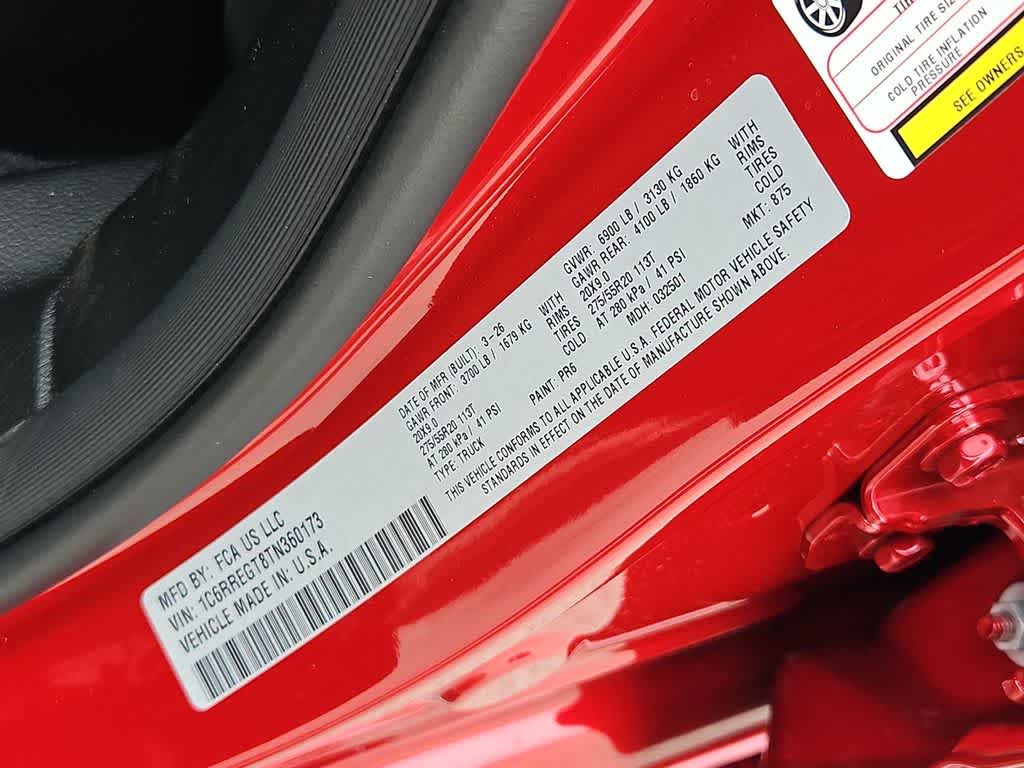 MFD BY: FCA US LLC
VIN: 1C6RREGT8TN360173
VEHICLE MADE IN: U.S.A.
DATE OF MFR (BUILT): 3-26
GAWR FRONT: 3700 LB / 1679 KG WITH
20X9.0 RIMS
275/55R20 113T TIRES
AT 280 kPa / 41 PSI COLD
TYPE: TRUCK PAINT: PR6
GVWR: 6900 LB / 3130 KG
GAWR REAR: 4100 LB / 1860 KG WITH
20X9.0 RIMS
275/55R20 113T TIRES
AT 280 kPa / 41 PSI COLD
MDH: 032501 MKT: 875
THIS VEHICLE CONFORMS TO ALL APPLICABLE U.S.A. FEDERAL MOTOR VEHICLE SAFETY
STANDARDS IN EFFECT ON THE DATE OF MANUFACTURE SHOWN ABOVE.
ORIGINAL TIRE
COLD TIRE INFLATION
PRESSURE
SEE OWNERS